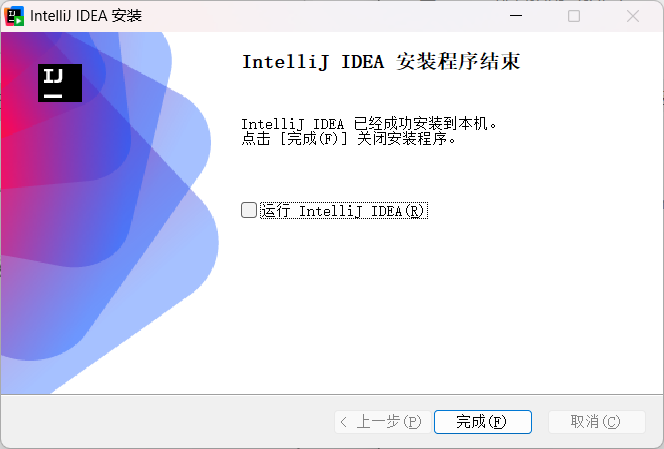 IntelliJ IDEA 安装
IJ
IntelliJ IDEA 安装程序结束
IntelliJ IDEA 已经成功安装到本机。
点击 [完成(F)] 关闭安装程序。
运行 IntelliJ IDEA(R)
< 上一步(P)
完成(F)
取消(C)